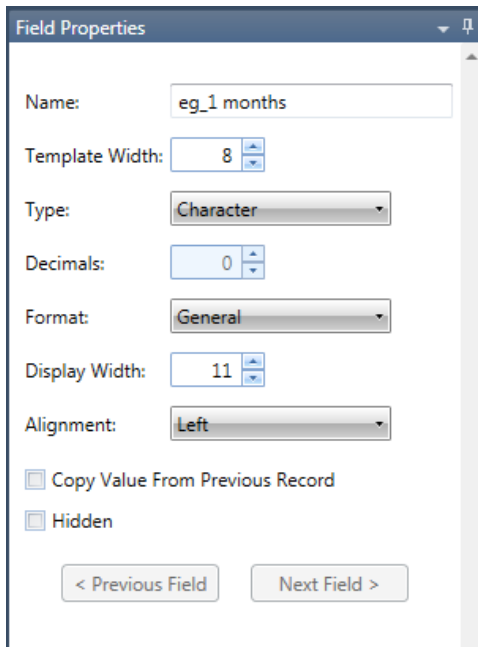 Field Properties
Name: eg_1 months
Template Width: 8
Type: Character
Decimals: 0
Format: General
Display Width: 11
Alignment: Left
Copy Value From Previous Record
Hidden
< Previous Field Next Field >